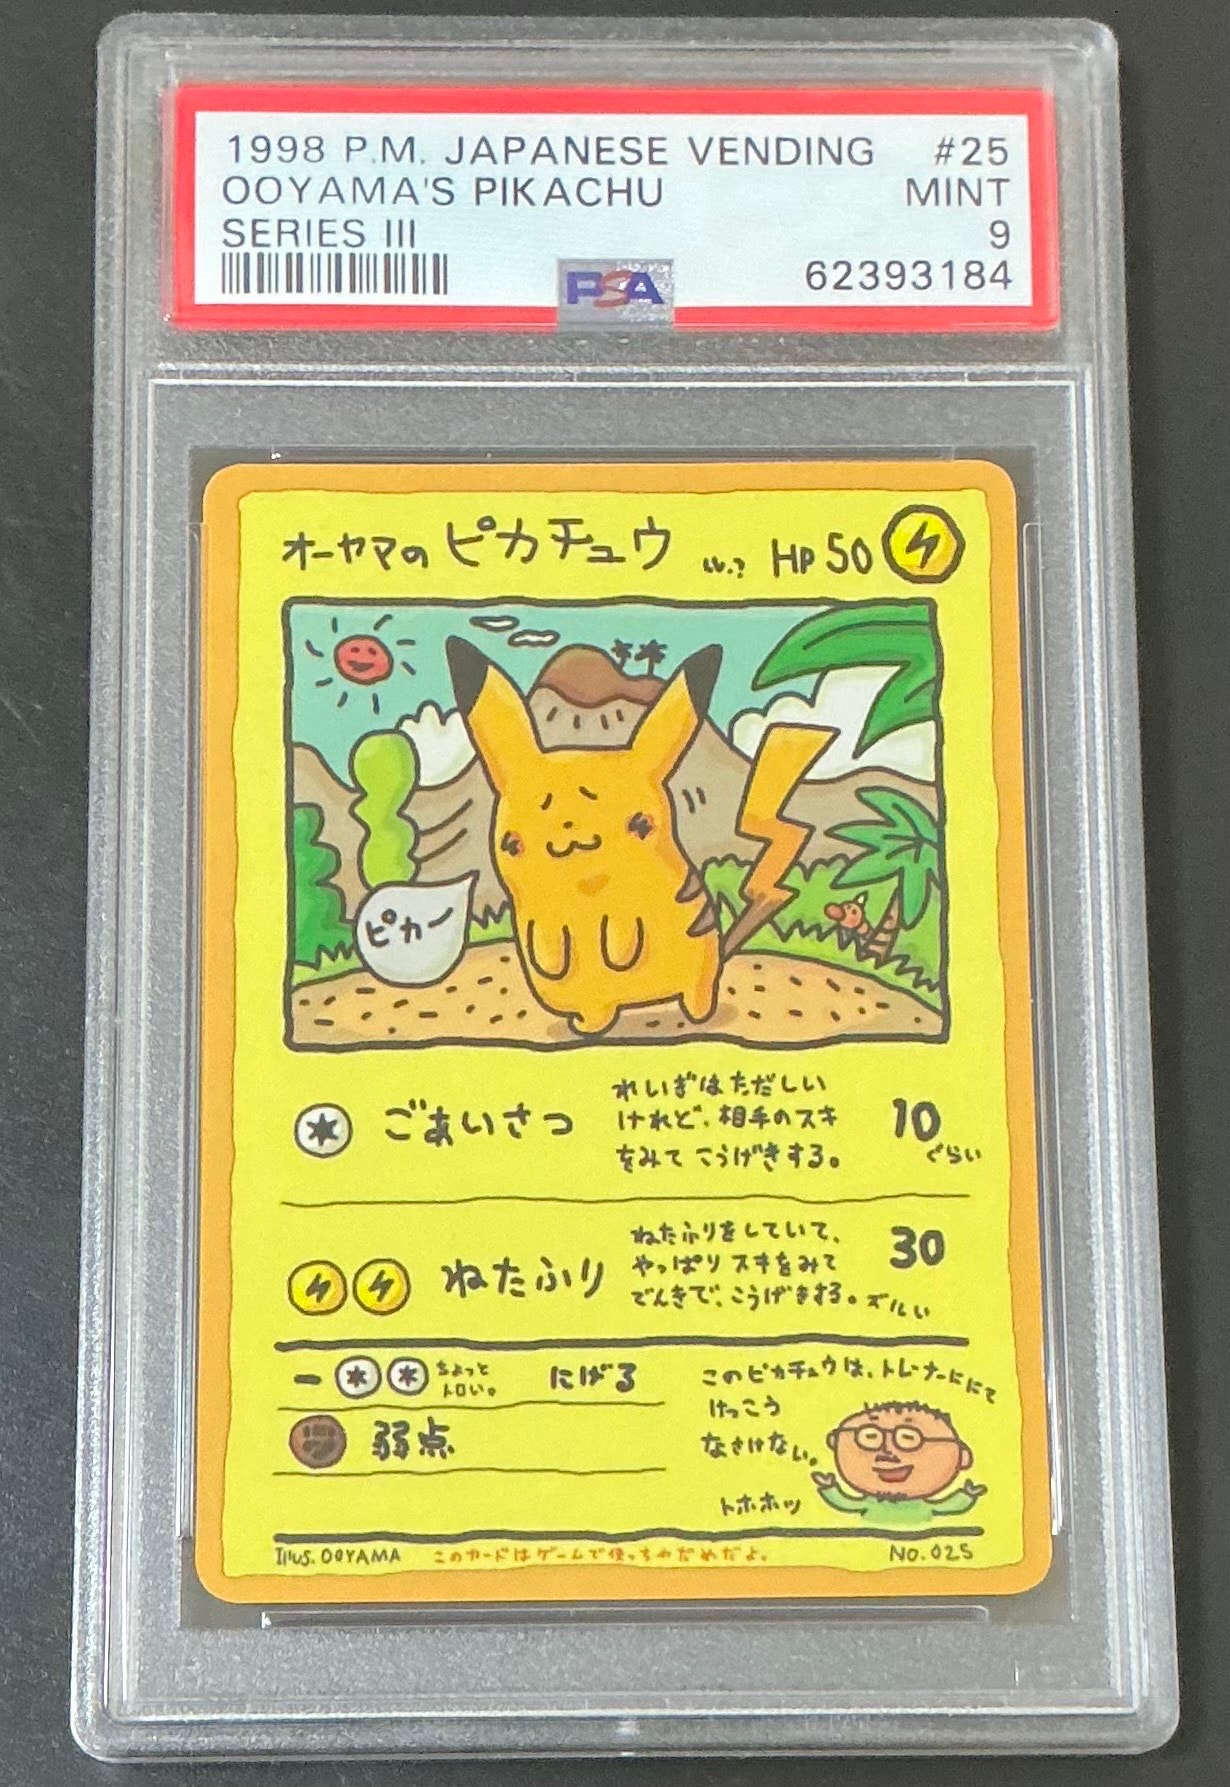 1998 P.M. JAPANESE VENDING #25
OOYAMA'S PIKACHU MINT
SERIES III 9
PSA 62393184
オーヤマの ピカチュウ LV.? HP 50
ピカー
ごあいさつ
れいぎはただしい
けれど、相手のスキ
をみて こうげきする。
10
ぐらい
ねたふり
ねたふりをしていて、
やっぱり スキをみて
でんきで、こうげきする。ズルい
30
ー ちょっと
トロい。
にげる
弱点
このピカチュウは、トレーナーににて
けっこう
なさけない。
トホホッ
Illus. OOYAMA このカードはゲームで使っちゃだめだよ。 NO. 025